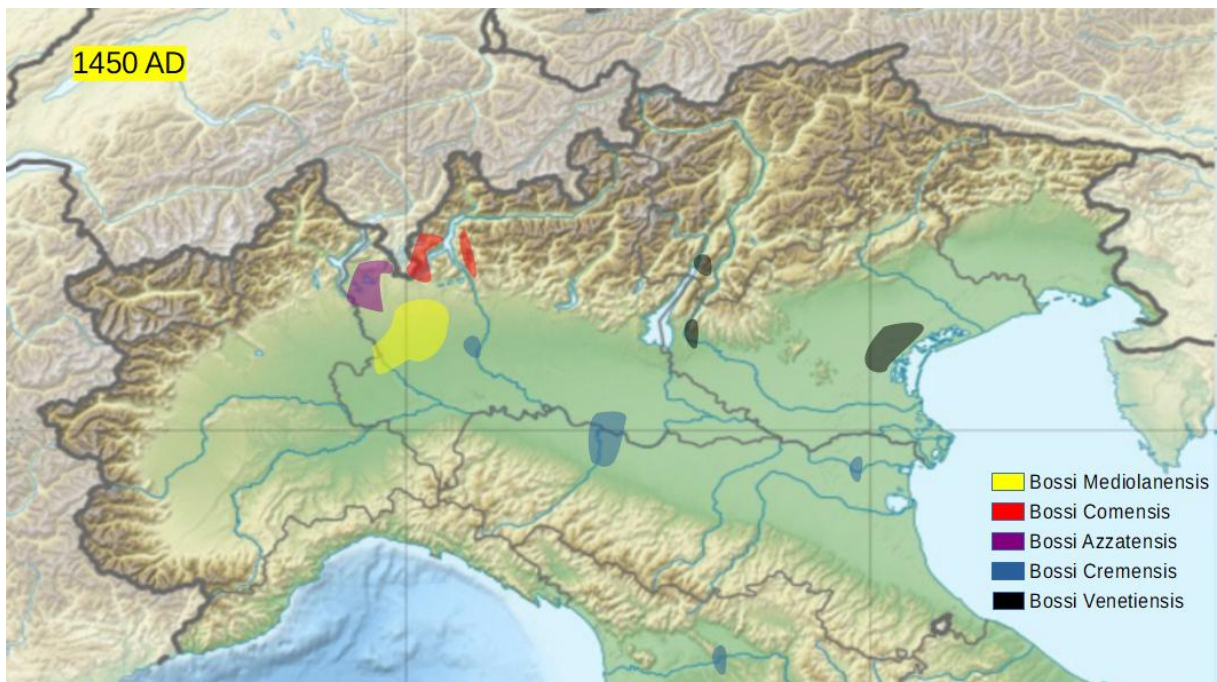 1450 AD
Bossi Mediolanensis
Bossi Comensis
Bossi Azzatensis
Bossi Cremensis
Bossi Venetiensis